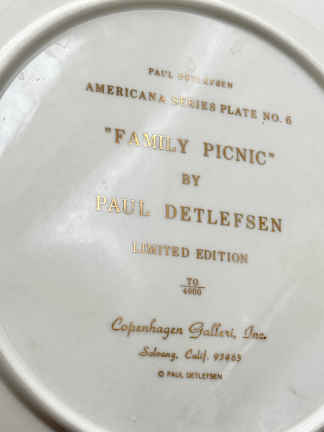 PAUL DETLEFSEN
AMERICANA SERIES PLATE NO. 6
"FAMILY PICNIC"
BY
PAUL DETLEFSEN
LIMITED EDITION
TO
4000
Copenhagen Galleri, Inc.
Solvang, Calif. 93463
© PAUL DETLEFSEN